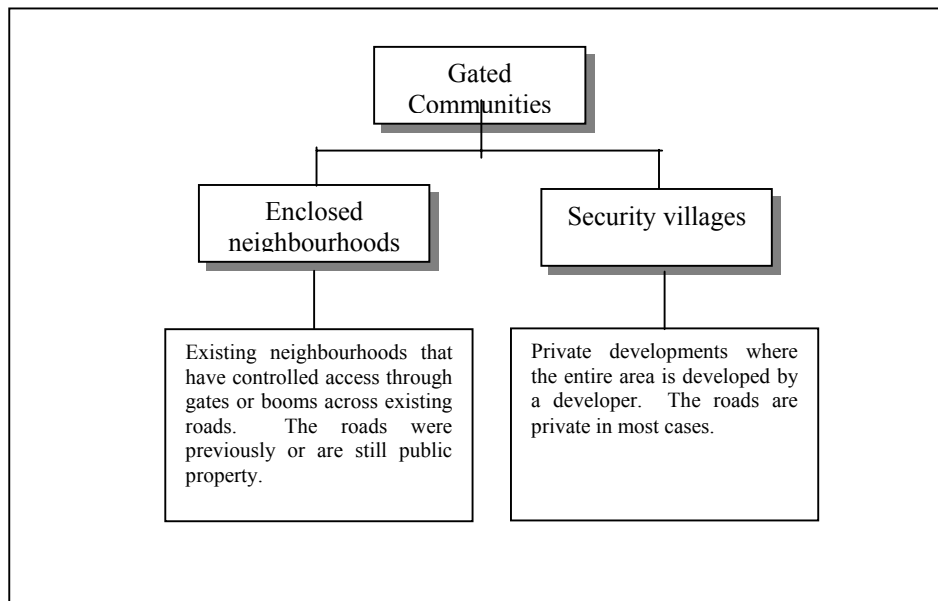 Gated
Communities
Enclosed
neighbourhoods
Security villages
Existing neighbourhoods that
have controlled access through
gates or booms across existing
roads. The roads were
previously or are still public
property.
Private developments where
the entire area is developed by
a developer. The roads are
private in most cases.